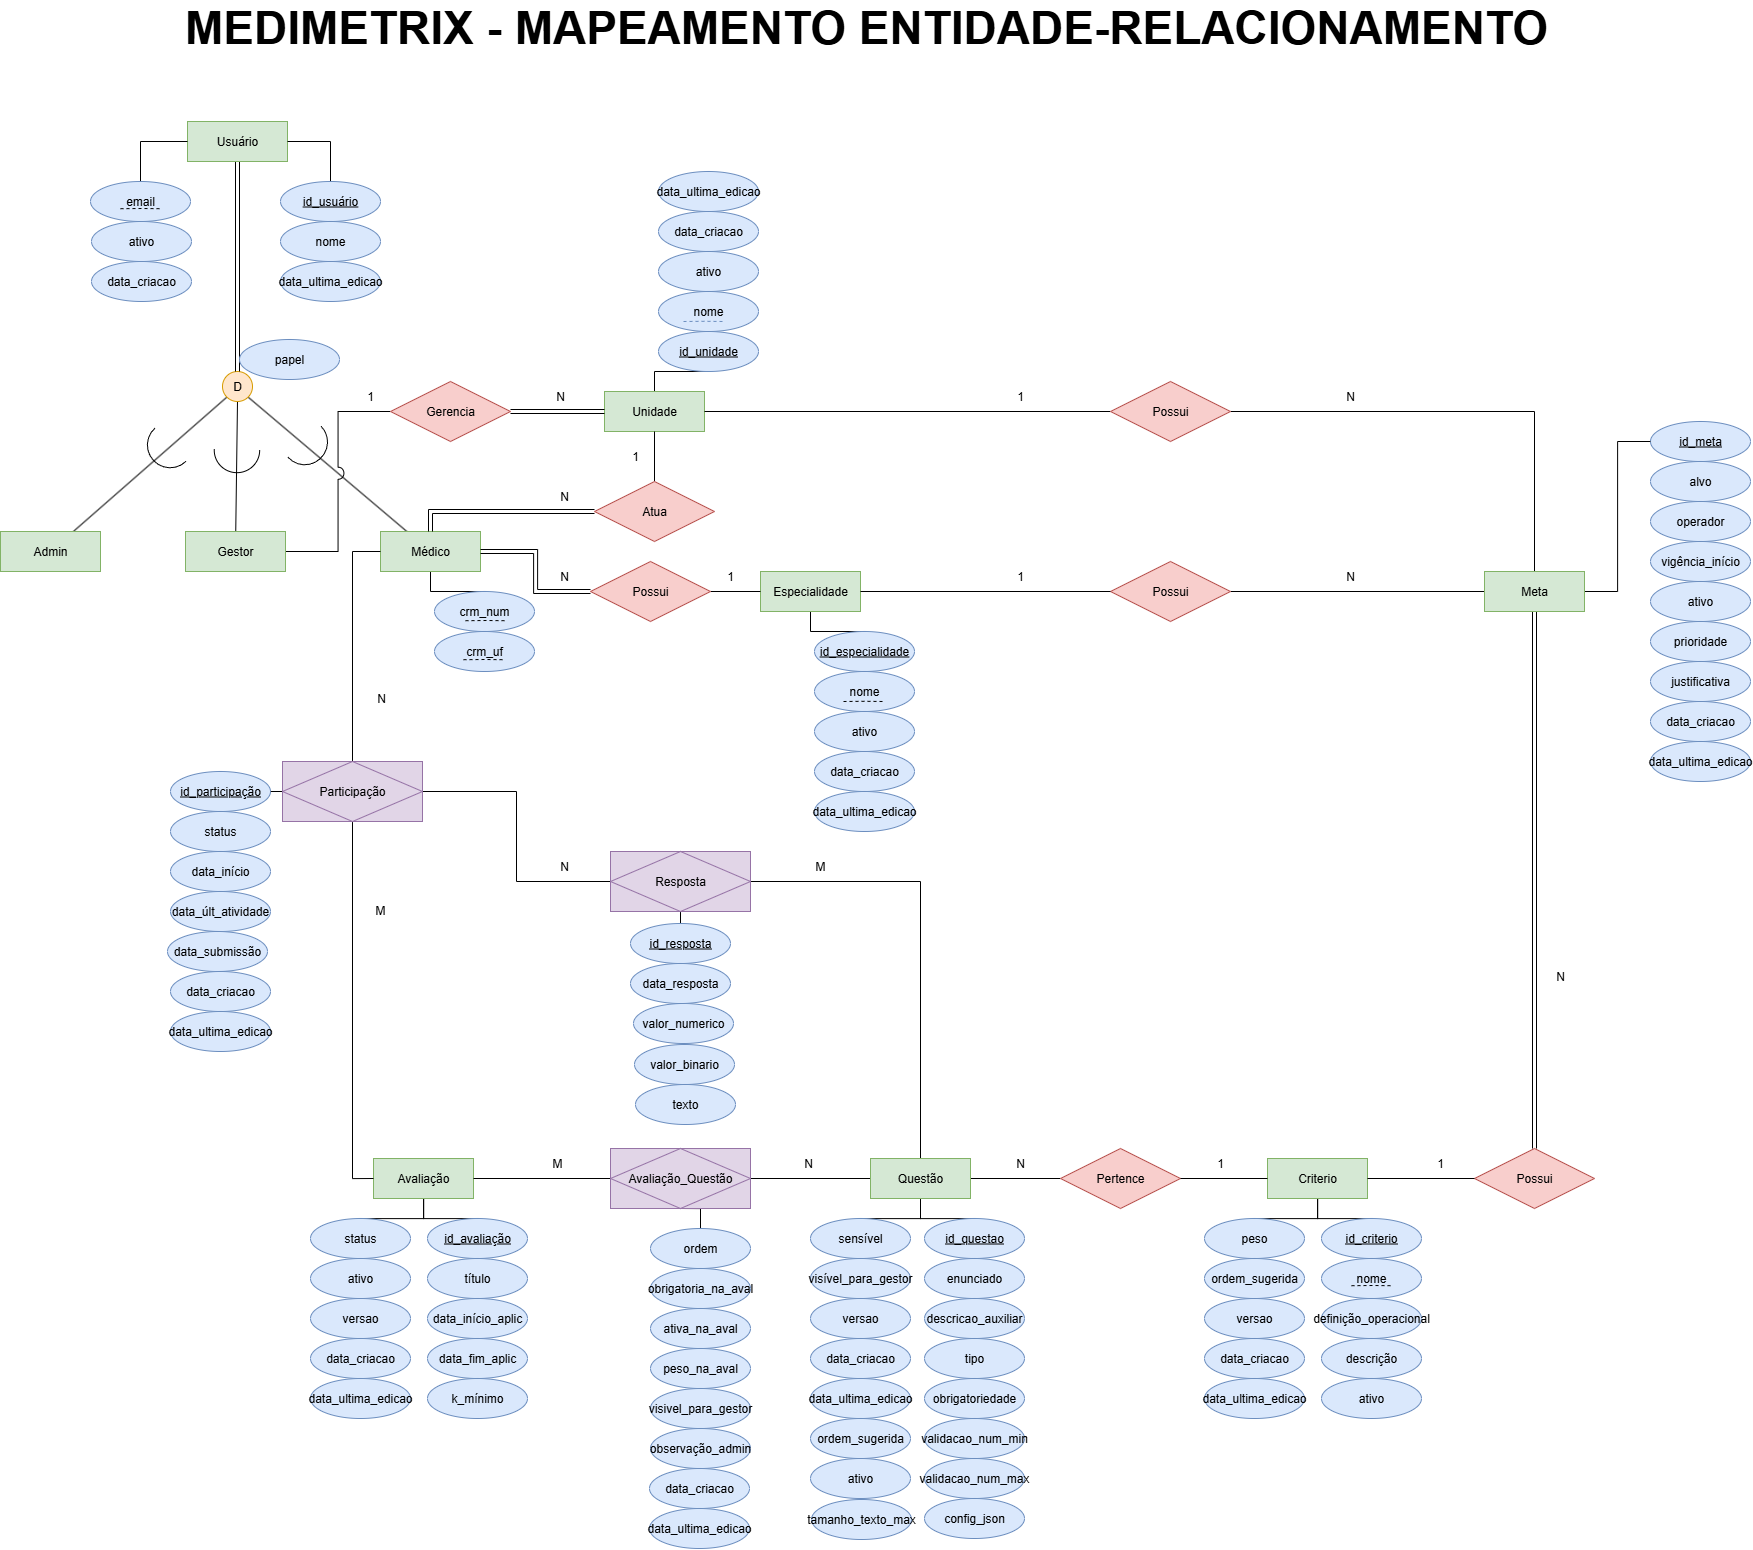 MEDIMETRIX - MAPEAMENTO ENTIDADE-RELACIONAMENTO
Usuário
email
ativo
data_criacao
id_usuário
nome
data_ultima_edicao
papel
D
Admin
Gestor
Médico
crm_num
crm_uf
1
Gerencia
N
data_ultima_edicao
data_criacao
ativo
nome
id_unidade
Unidade
1
Possui
N
1
N
Atua
N
Possui
1
Especialidade
1
Possui
N
Meta
id_especialidade
nome
ativo
data_criacao
data_ultima_edicao
id_meta
alvo
operador
vigência_início
ativo
prioridade
justificativa
data_criacao
data_ultima_edicao
N
Participação
id_participação
status
data_início
data_últ_atividade
data_submissão
data_criacao
data_ultima_edicao
M
N
Resposta
M
id_resposta
data_resposta
valor_numerico
valor_binario
texto
N
Avaliação
M
Avaliação_Questão
N
Questão
N
Pertence
1
Criterio
1
Possui
status
ativo
versao
data_criacao
data_ultima_edicao
id_avaliação
título
data_início_aplic
data_fim_aplic
k_mínimo
ordem
obrigatoria_na_aval
ativa_na_aval
peso_na_aval
visivel_para_gestor
observação_admin
data_criacao
data_ultima_edicao
sensível
visível_para_gestor
versao
data_criacao
data_ultima_edicao
ordem_sugerida
ativo
tamanho_texto_max
id_questao
enunciado
descricao_auxiliar
tipo
obrigatoriedade
validacao_num_min
validacao_num_max
config_json
peso
ordem_sugerida
versao
data_criacao
data_ultima_edicao
id_criterio
nome
definição_operacional
descrição
ativo